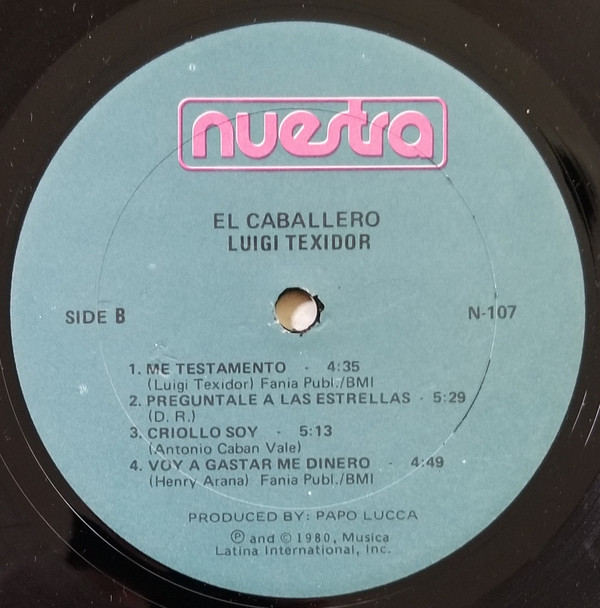 nuestra
EL CABALLERO
LUIGI TEXIDOR
SIDE B
N-107
1. ME TESTAMENTO - 4:35
(Luigi Texidor) Fania Publ./BMI
2. PREGUNTALE A LAS ESTRELLAS - 5:29
(D. R.)
3. CRIOLLO SOY - 5:13
(Antonio Caban Vale)
4. VOY A GASTAR ME DINERO - 4:49
(Henry Arana) Fania Publ./BMI
PRODUCED BY: PAPO LUCCA
℗ and © 1980, Musica
Latina International, Inc.